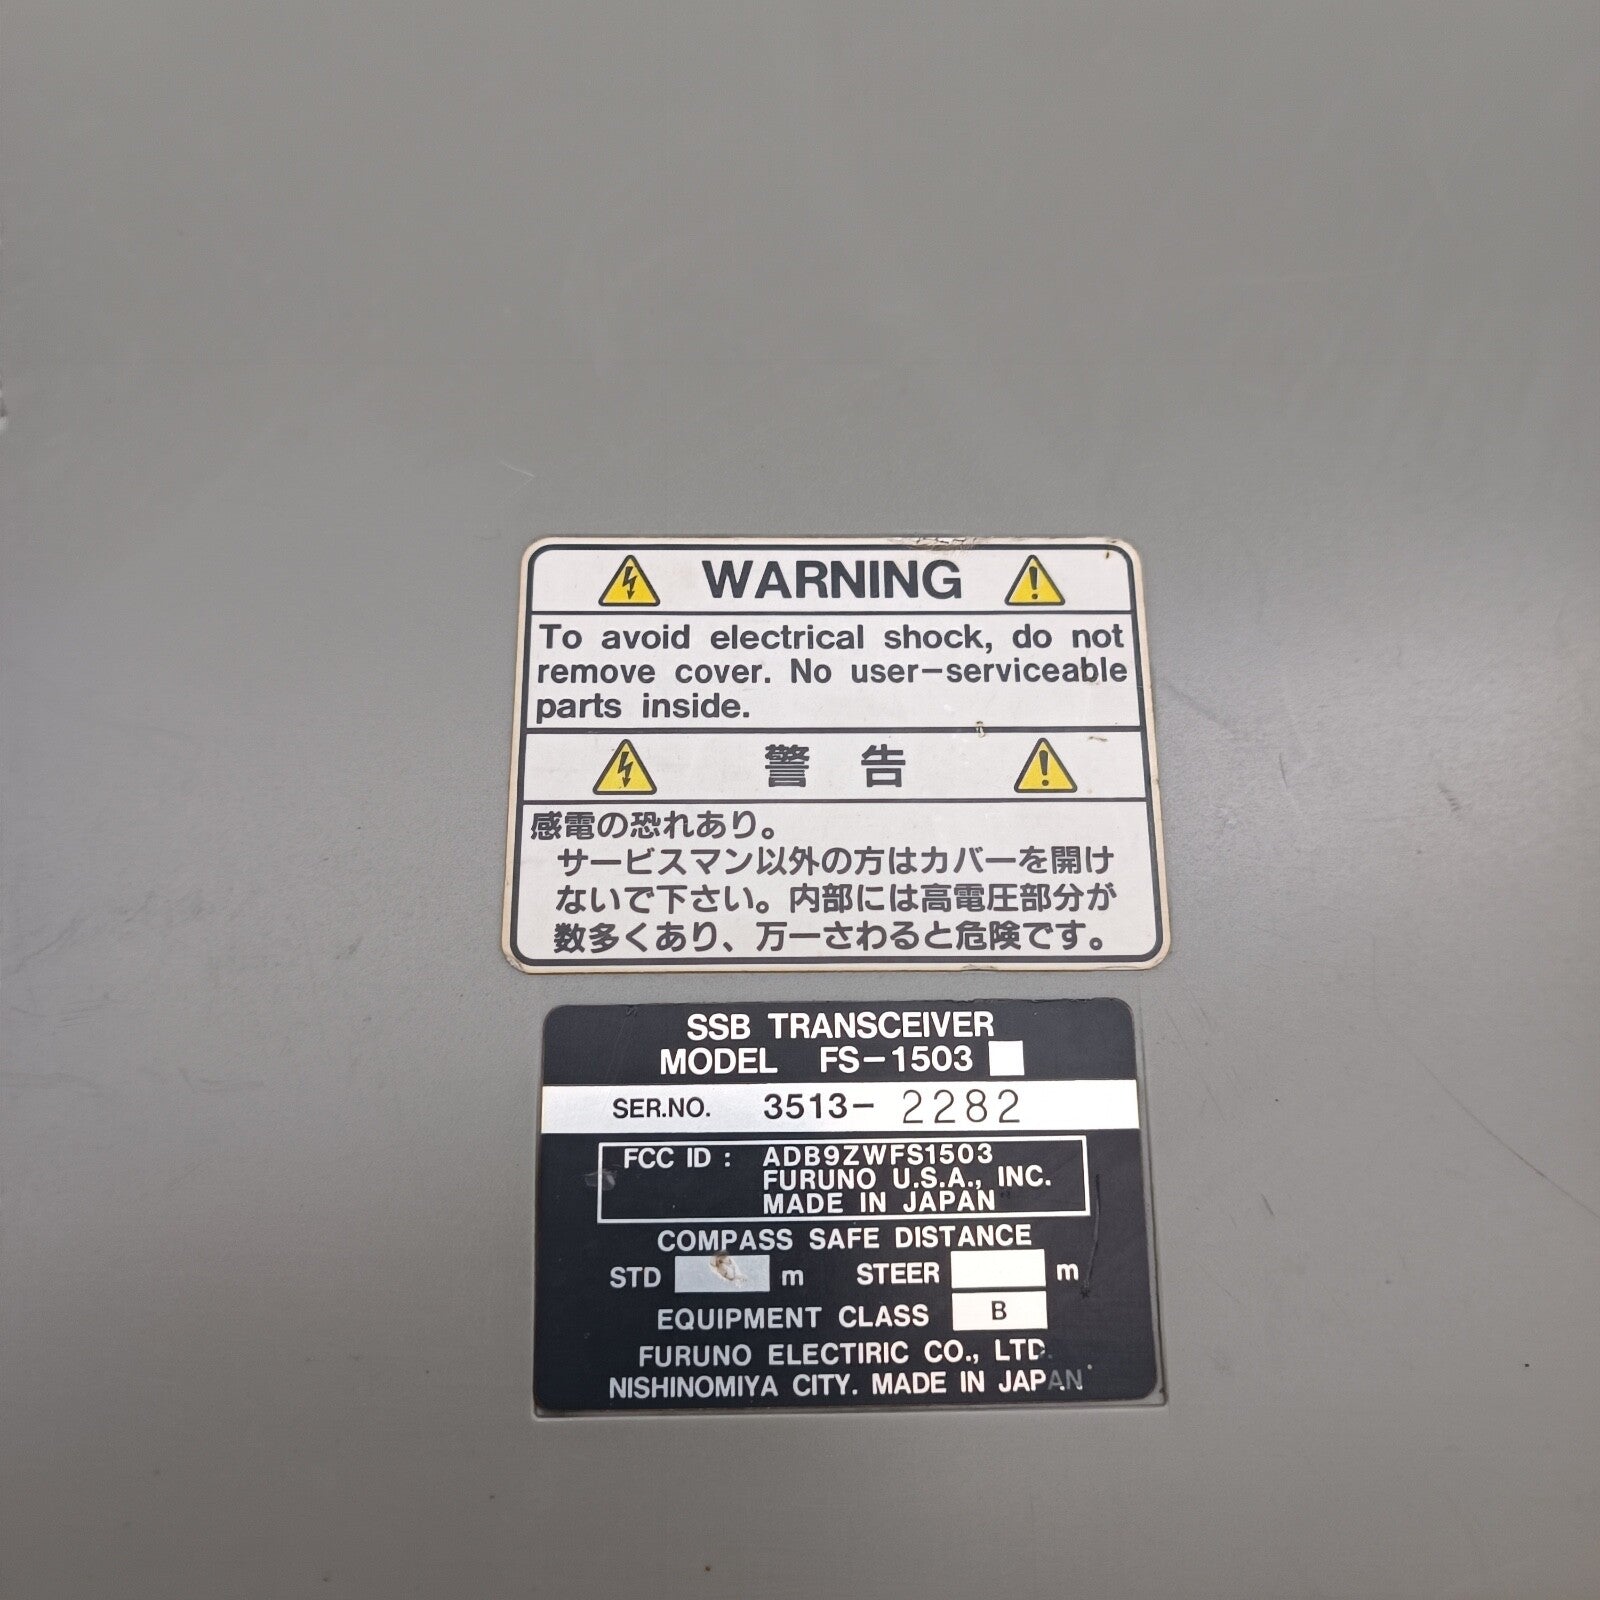 WARNING
To avoid electrical shock, do not
remove cover. No user-serviceable
parts inside.
警 告
感電の恐れあり。
サービスマン以外の方はカバーを開け
ないで下さい。内部には高電圧部分が
数多くあり、万一さわると危険です。
SSB TRANSCEIVER
MODEL FS-1503
SER.NO. 3513- 2282
FCC ID : ADB9ZWFS1503
FURUNO U.S.A., INC.
MADE IN JAPAN
COMPASS SAFE DISTANCE
STD m STEER m
EQUIPMENT CLASS B
FURUNO ELECTIRIC CO., LTD.
NISHINOMIYA CITY. MADE IN JAPAN